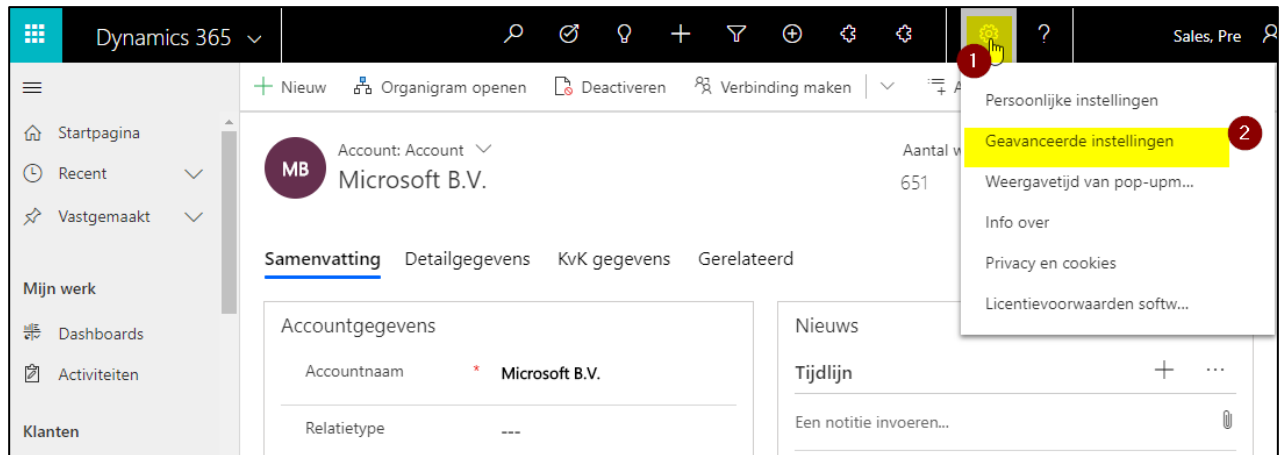 Dynamics 365
Sales, Pre
1
Nieuw
Organigram openen
Deactiveren
Verbinding maken
Persoonlijke instellingen
Geavanceerde instellingen
2
Weergavetijd van pop-upm...
Info over
Privacy en cookies
Licentievoorwaarden softw...
Startpagina
Recent
Vastgemaakt
Mijn werk
Dashboards
Activiteiten
Klanten
MB
Account: Account
Microsoft B.V.
Aantal w
651
Samenvatting Detailgegevens KvK gegevens Gerelateerd
Accountgegevens
Accountnaam * Microsoft B.V.
Relatietype ---
Nieuws
Tijdlijn
Een notitie invoeren...